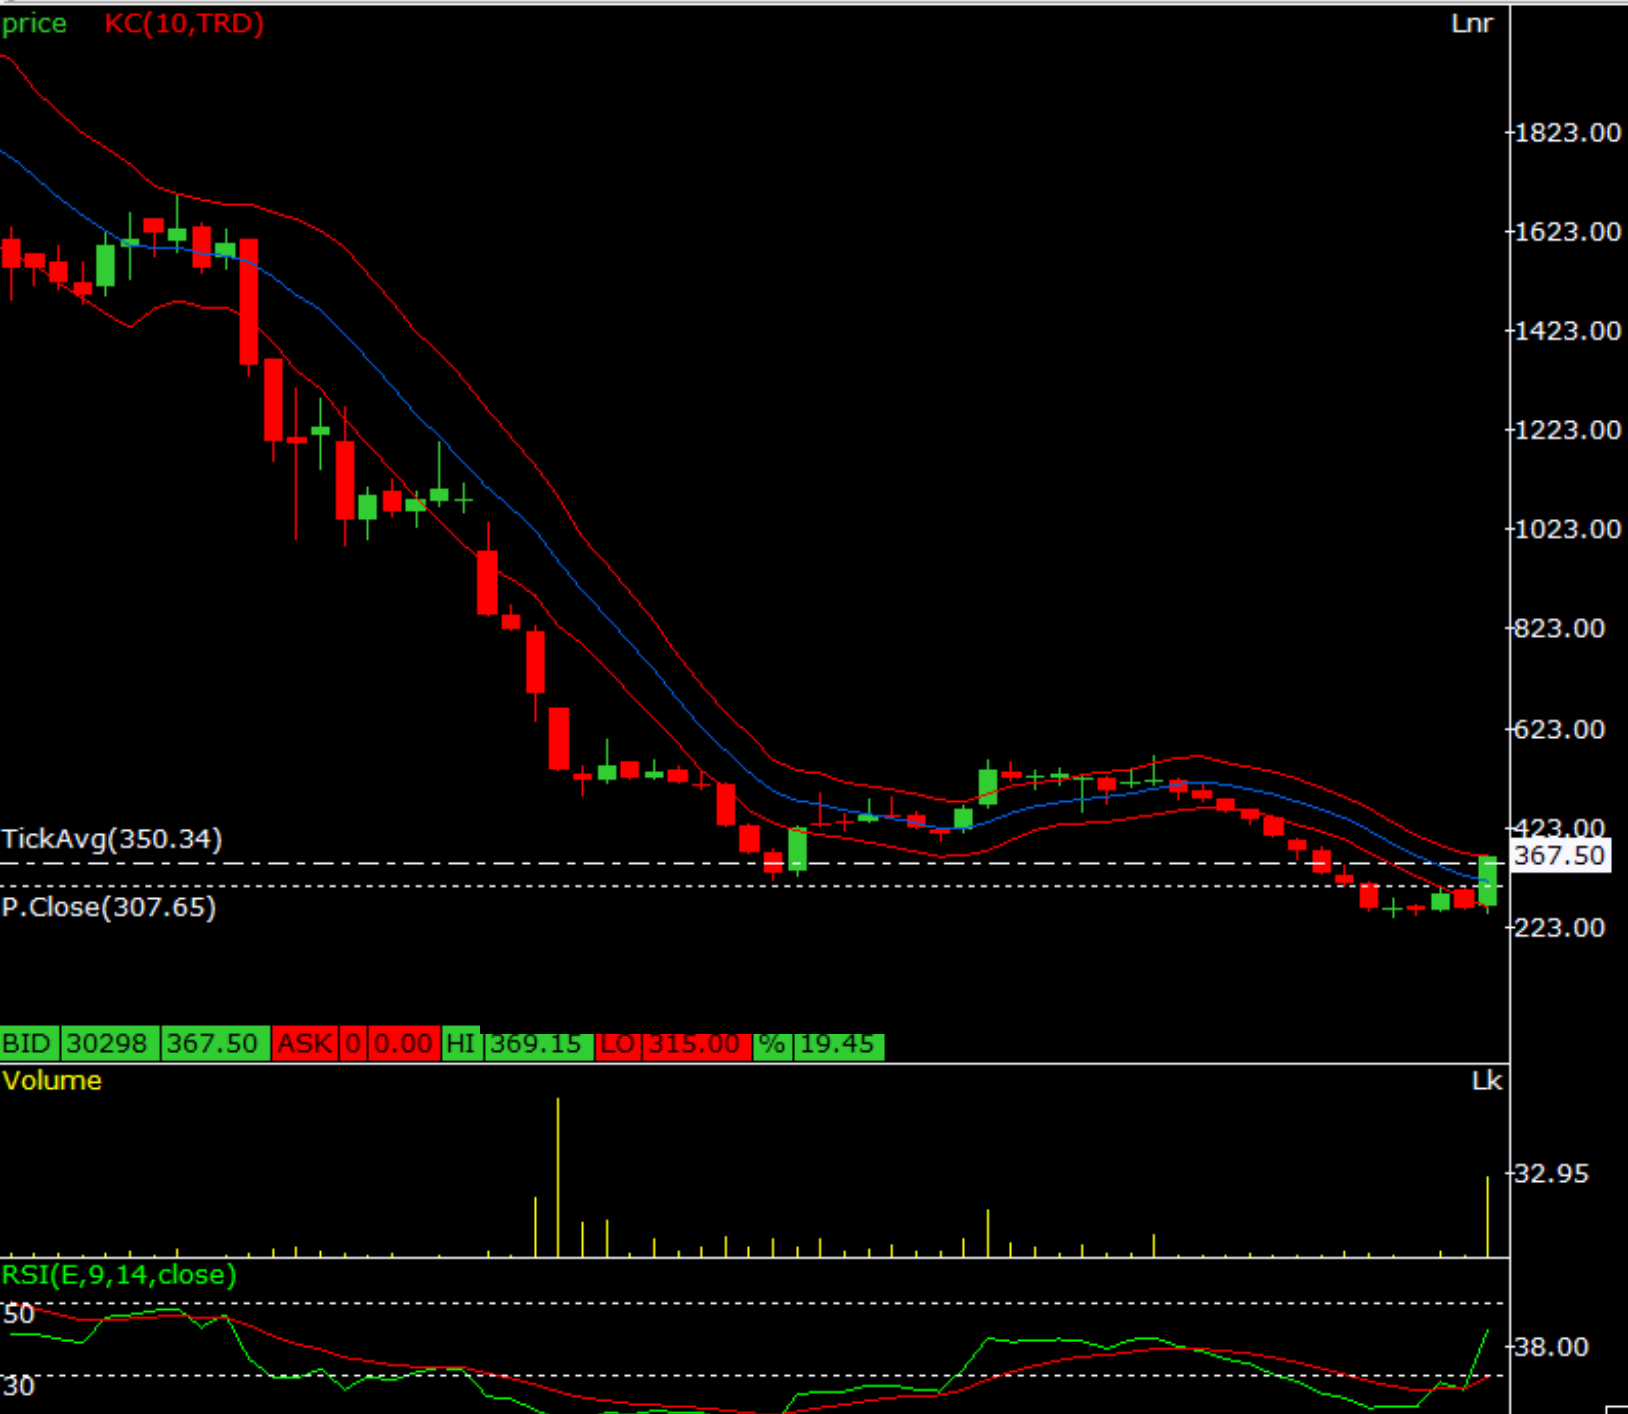 price KC(10,TRD) Lnr
1823.00
1623.00
1423.00
1223.00
1023.00
823.00
623.00
423.00
TickAvg(350.34)
367.50
P.Close(307.65)
223.00
BID 30298 367.50 ASK 0 0.00 HI 369.15 LO 315.00 % 19.45
Volume Lk
32.95
RSI(E,9,14,close)
50
38.00
30